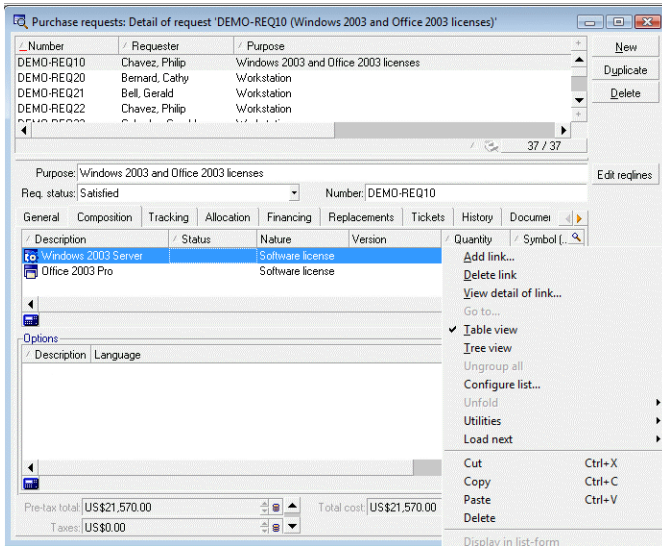 Purchase requests: Detail of request 'DEMO-REQ10 (Windows 2003 and Office 2003 licenses)'
Number Requester Purpose
New
DEMO-REQ10 Chavez, Philip Windows 2003 and Office 2003 licenses
DEMO-REQ20 Bernard, Cathy Workstation
Duplicate
DEMO-REQ21 Bell, Gerald Workstation
Delete
DEMO-REQ22 Chavez, Philip Workstation
37 / 37
Purpose: Windows 2003 and Office 2003 licenses
Edit reqlines
Req. status: Satisfied Number: DEMO-REQ10
General Composition Tracking Allocation Financing Replacements Tickets History Documer
Description Status Nature Version Quantity Symbol (..
Windows 2003 Server Software license
Office 2003 Pro Software license
Add link...
Delete link
View detail of link...
Go to...
Table view
Tree view
Ungroup all
Configure list...
Unfold
Utilities
Load next
Cut Ctrl+X
Copy Ctrl+C
Paste Ctrl+V
Delete
Display in list-form
Options
Description Language
Pre-tax total: US$21,570.00 Total cost: US$21,570.00
Taxes: US$0.00